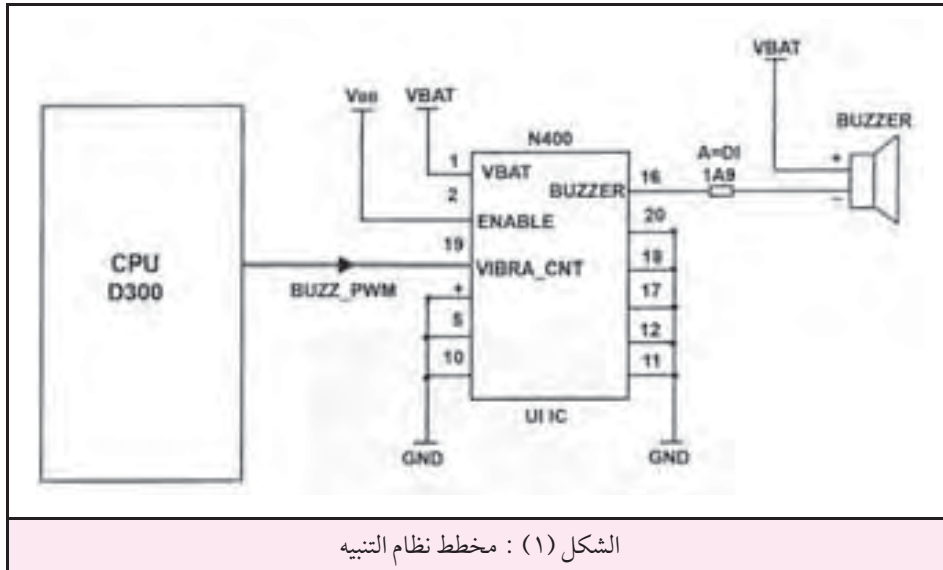 VBAT
BUZZER
+
−
VBB VBAT
N400
1 VBAT
2 ENABLE
19 VIBRA_CNT
+
5
10
BUZZER 16
20
18
17
12
11
A=DI
1A9
CPU
D300
BUZZ_PWM
UI IC
GND
GND
الشكل (١) : مخطط نظام التنبيه